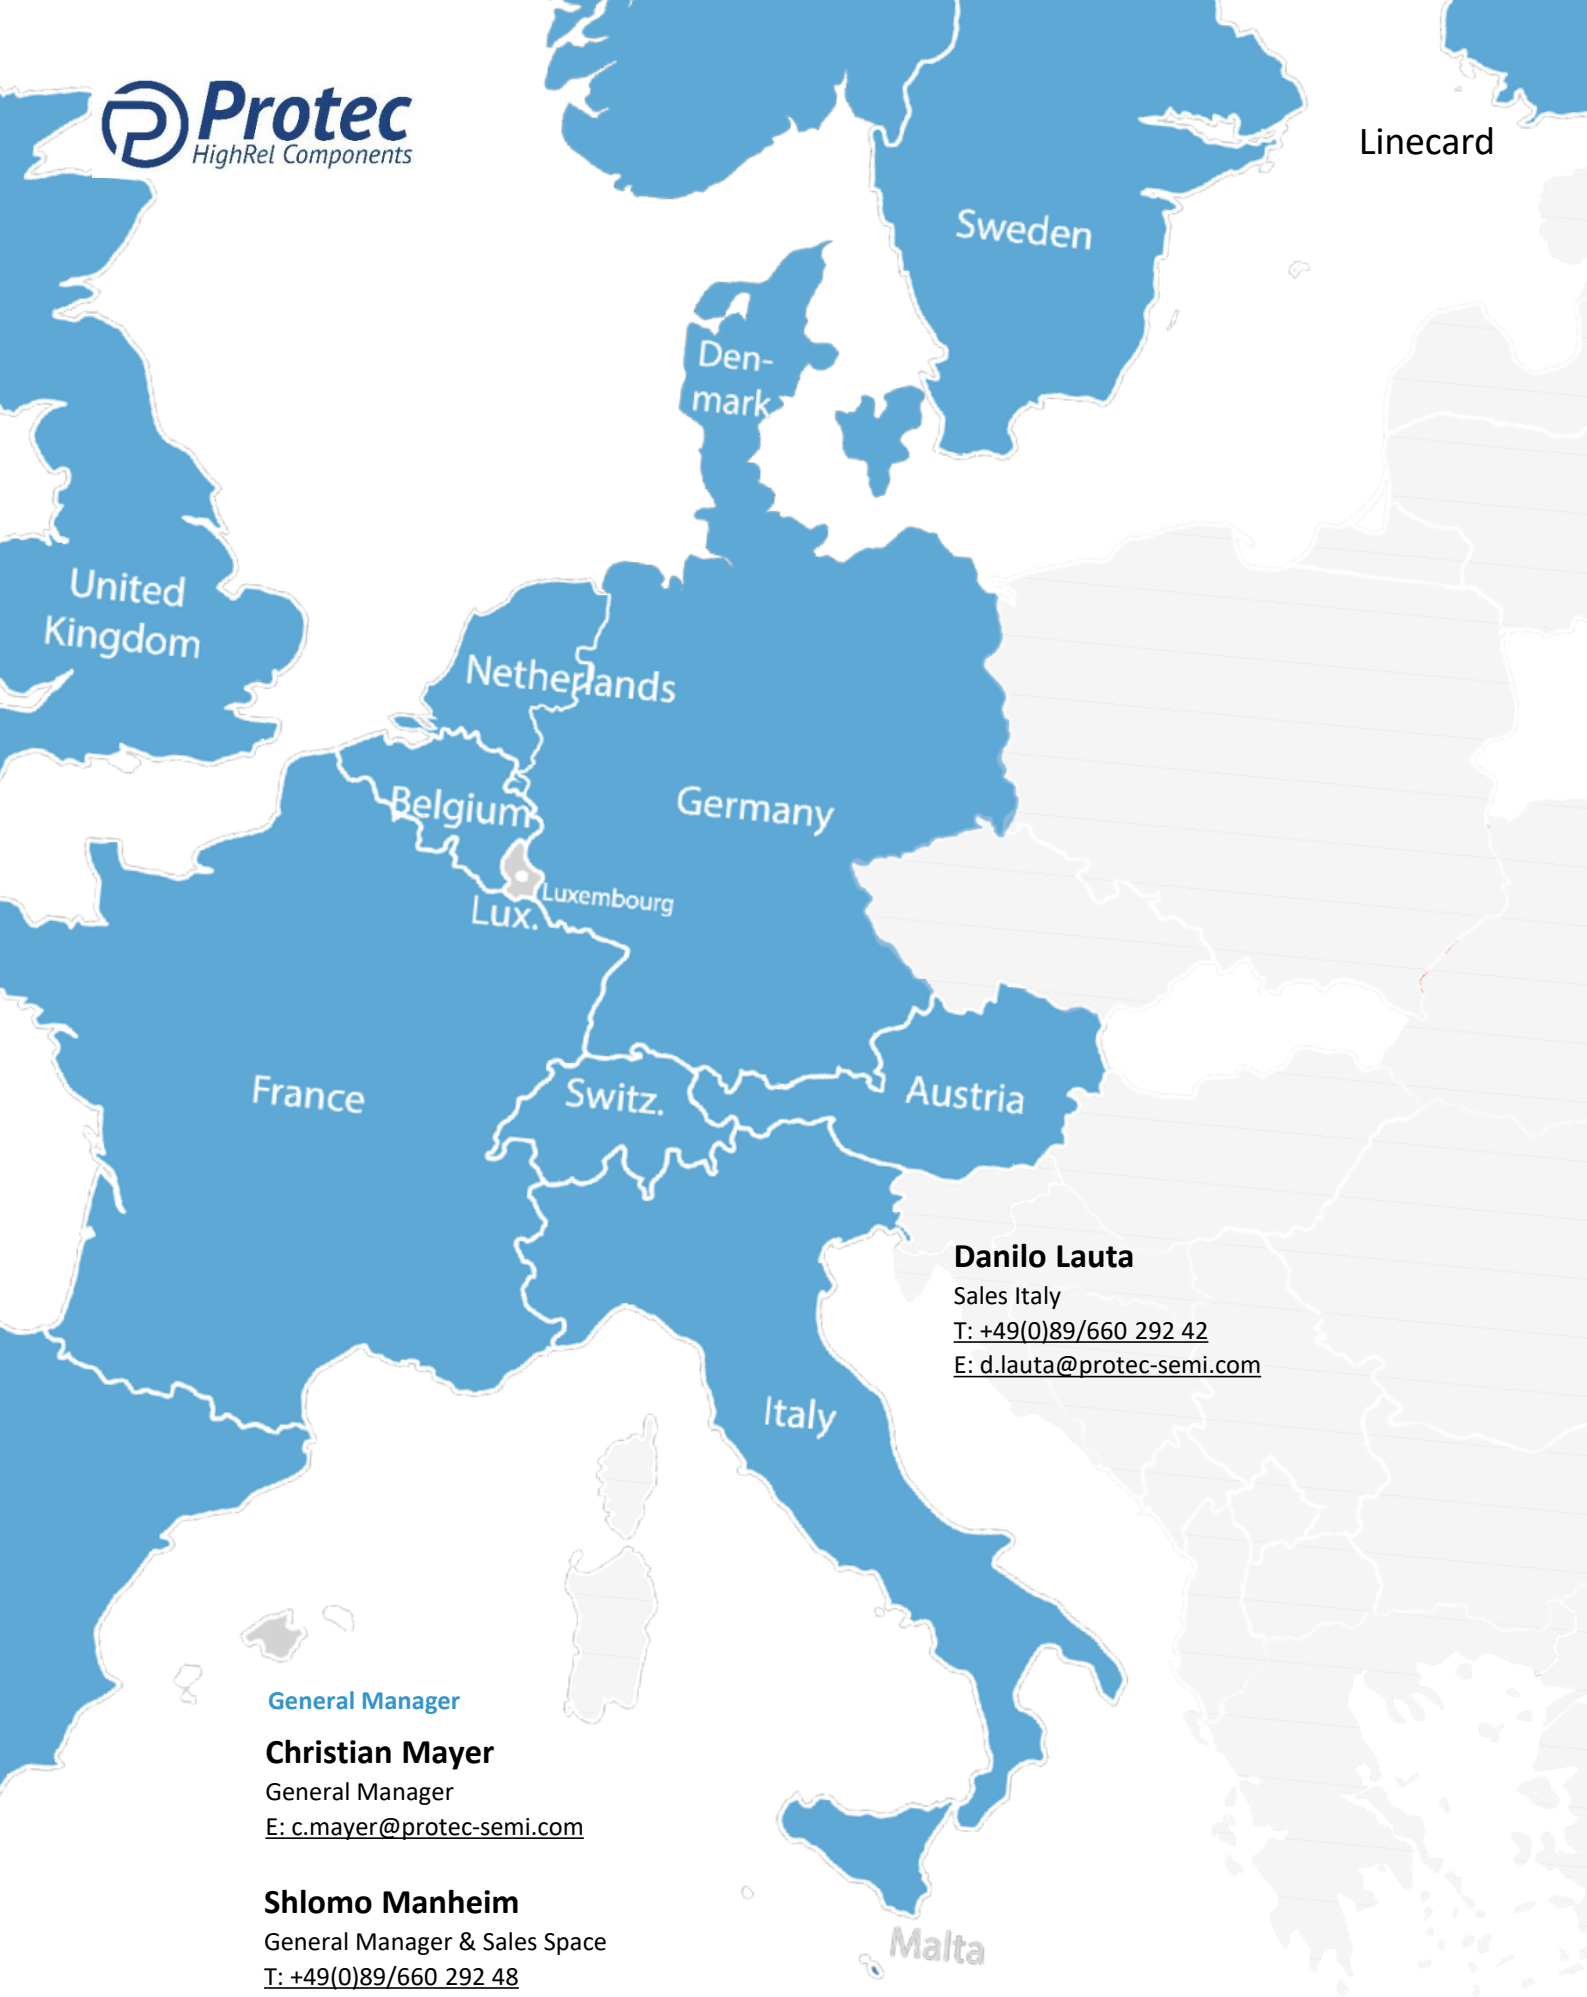 Protec
HighRel Components
Linecard
Sweden
Den-
mark
United
Kingdom
Netherlands
Belgium
Germany
Luxembourg
Lux.
France
Switz.
Austria
Danilo Lauta
Sales Italy
T: +49(0)89/660 292 42
E: d.lauta@protec-semi.com
Italy
General Manager
Christian Mayer
General Manager
E: c.mayer@protec-semi.com
Shlomo Manheim
General Manager & Sales Space
T: +49(0)89/660 292 48
Malta